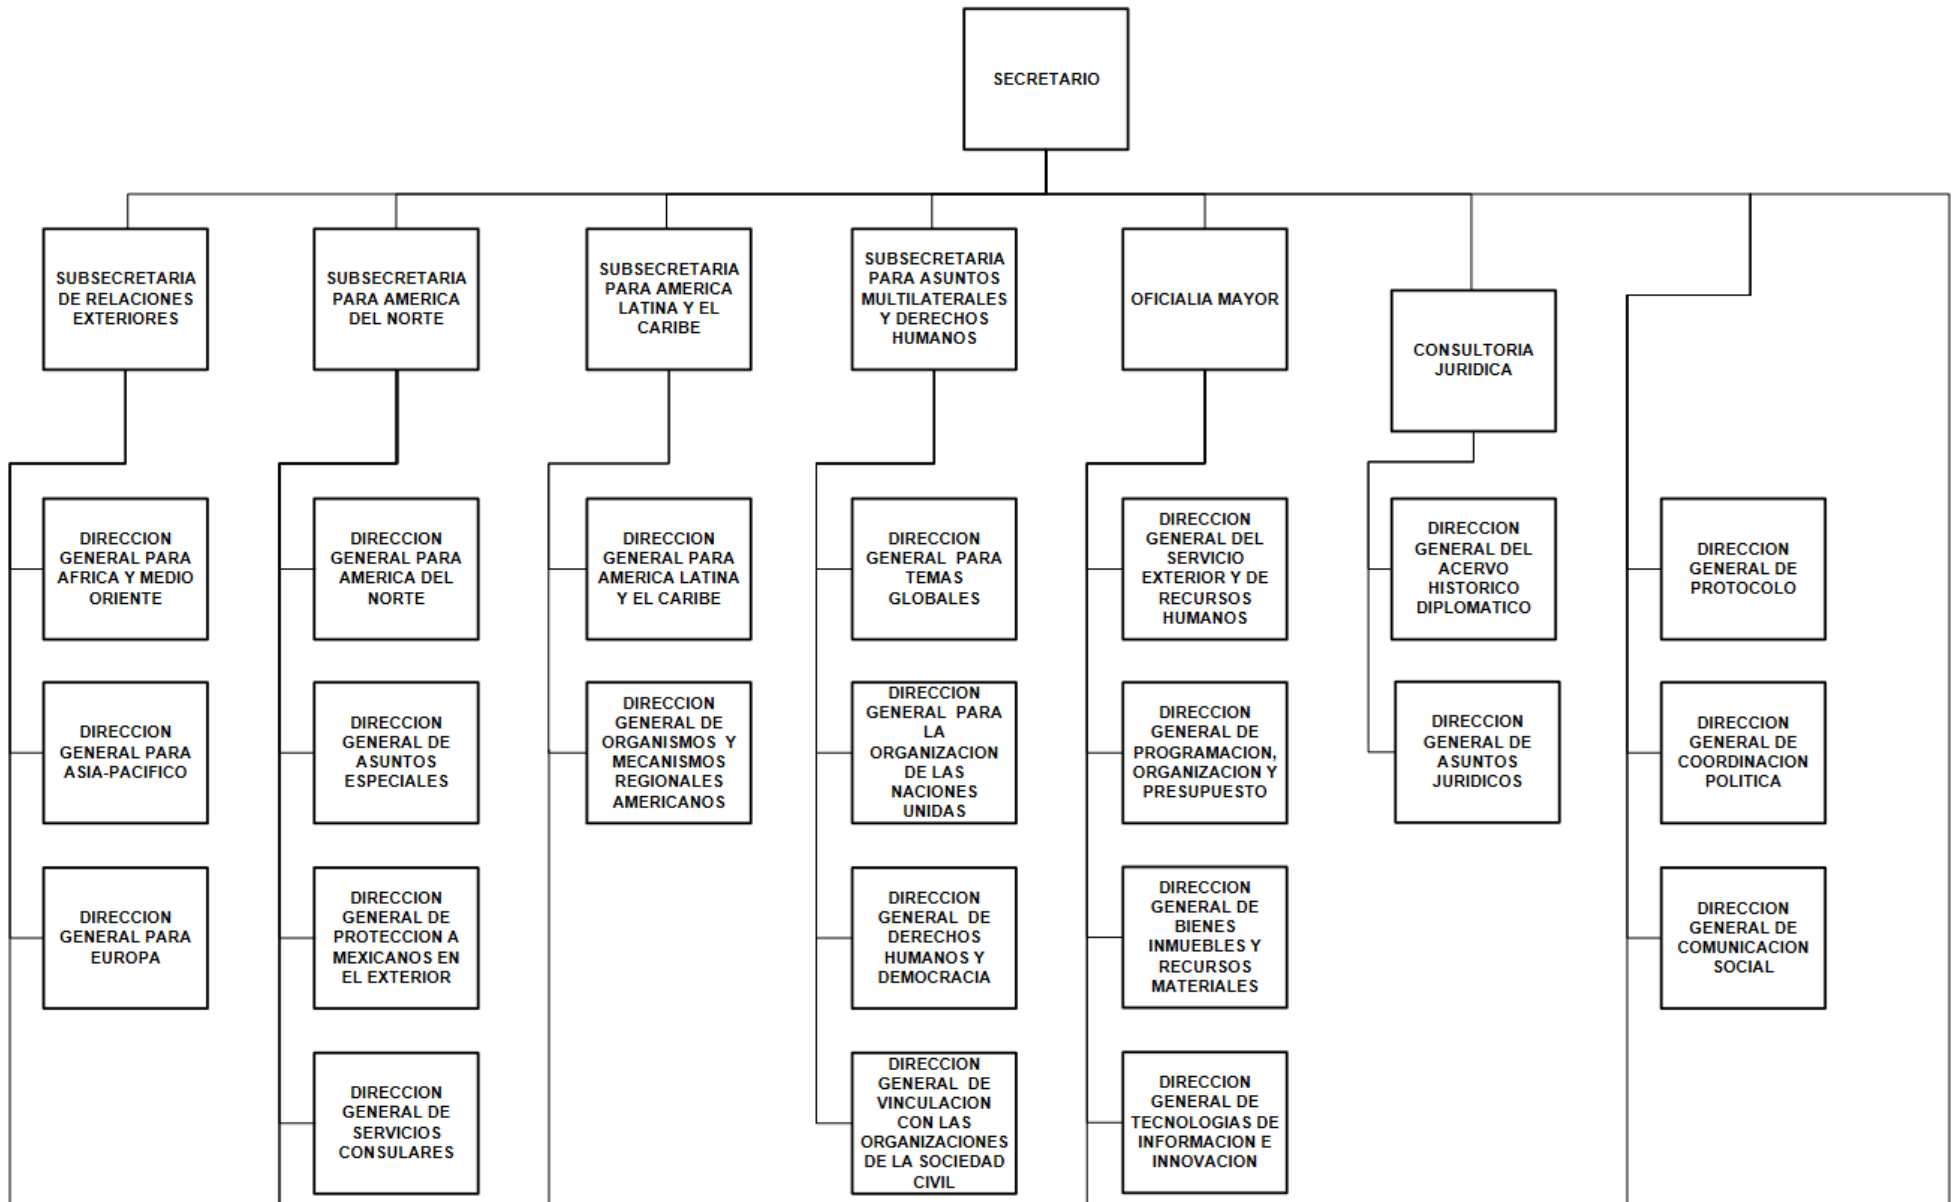 SECRETARIO
SUBSECRETARIA
DE RELACIONES
EXTERIORES
SUBSECRETARIA
PARA AMERICA
DEL NORTE
SUBSECRETARIA
PARA AMERICA
LATINA Y EL
CARIBE
SUBSECRETARIA
PARA ASUNTOS
MULTILATERALES
Y DERECHOS
HUMANOS
OFICIALIA MAYOR
CONSULTORIA
JURIDICA
DIRECCION
GENERAL PARA
AFRICA Y MEDIO
ORIENTE
DIRECCION
GENERAL PARA
AMERICA DEL
NORTE
DIRECCION
GENERAL PARA
AMERICA LATINA
Y EL CARIBE
DIRECCION
GENERAL PARA
TEMAS
GLOBALES
DIRECCION
GENERAL DEL
SERVICIO
EXTERIOR Y DE
RECURSOS
HUMANOS
DIRECCION
GENERAL DEL
ACERVO
HISTORICO
DIPLOMATICO
DIRECCION
GENERAL DE
PROTOCOLO
DIRECCION
GENERAL PARA
ASIA-PACIFICO
DIRECCION
GENERAL DE
ASUNTOS
ESPECIALES
DIRECCION
GENERAL DE
ORGANISMOS Y
MECANISMOS
REGIONALES
AMERICANOS
DIRECCION
GENERAL PARA
LA
ORGANIZACION
DE LAS
NACIONES
UNIDAS
DIRECCION
GENERAL DE
PROGRAMACION,
ORGANIZACION Y
PRESUPUESTO
DIRECCION
GENERAL DE
ASUNTOS
JURIDICOS
DIRECCION
GENERAL DE
COORDINACION
POLITICA
DIRECCION
GENERAL PARA
EUROPA
DIRECCION
GENERAL DE
PROTECCION A
MEXICANOS EN
EL EXTERIOR
DIRECCION
GENERAL DE
DERECHOS
HUMANOS Y
DEMOCRACIA
DIRECCION
GENERAL DE
BIENES
INMUEBLES Y
RECURSOS
MATERIALES
DIRECCION
GENERAL DE
COMUNICACION
SOCIAL
DIRECCION
GENERAL DE
SERVICIOS
CONSULARES
DIRECCION
GENERAL DE
VINCULACION
CON LAS
ORGANIZACIONES
DE LA SOCIEDAD
CIVIL
DIRECCION
GENERAL DE
TECNOLOGIAS DE
INFORMACION E
INNOVACION